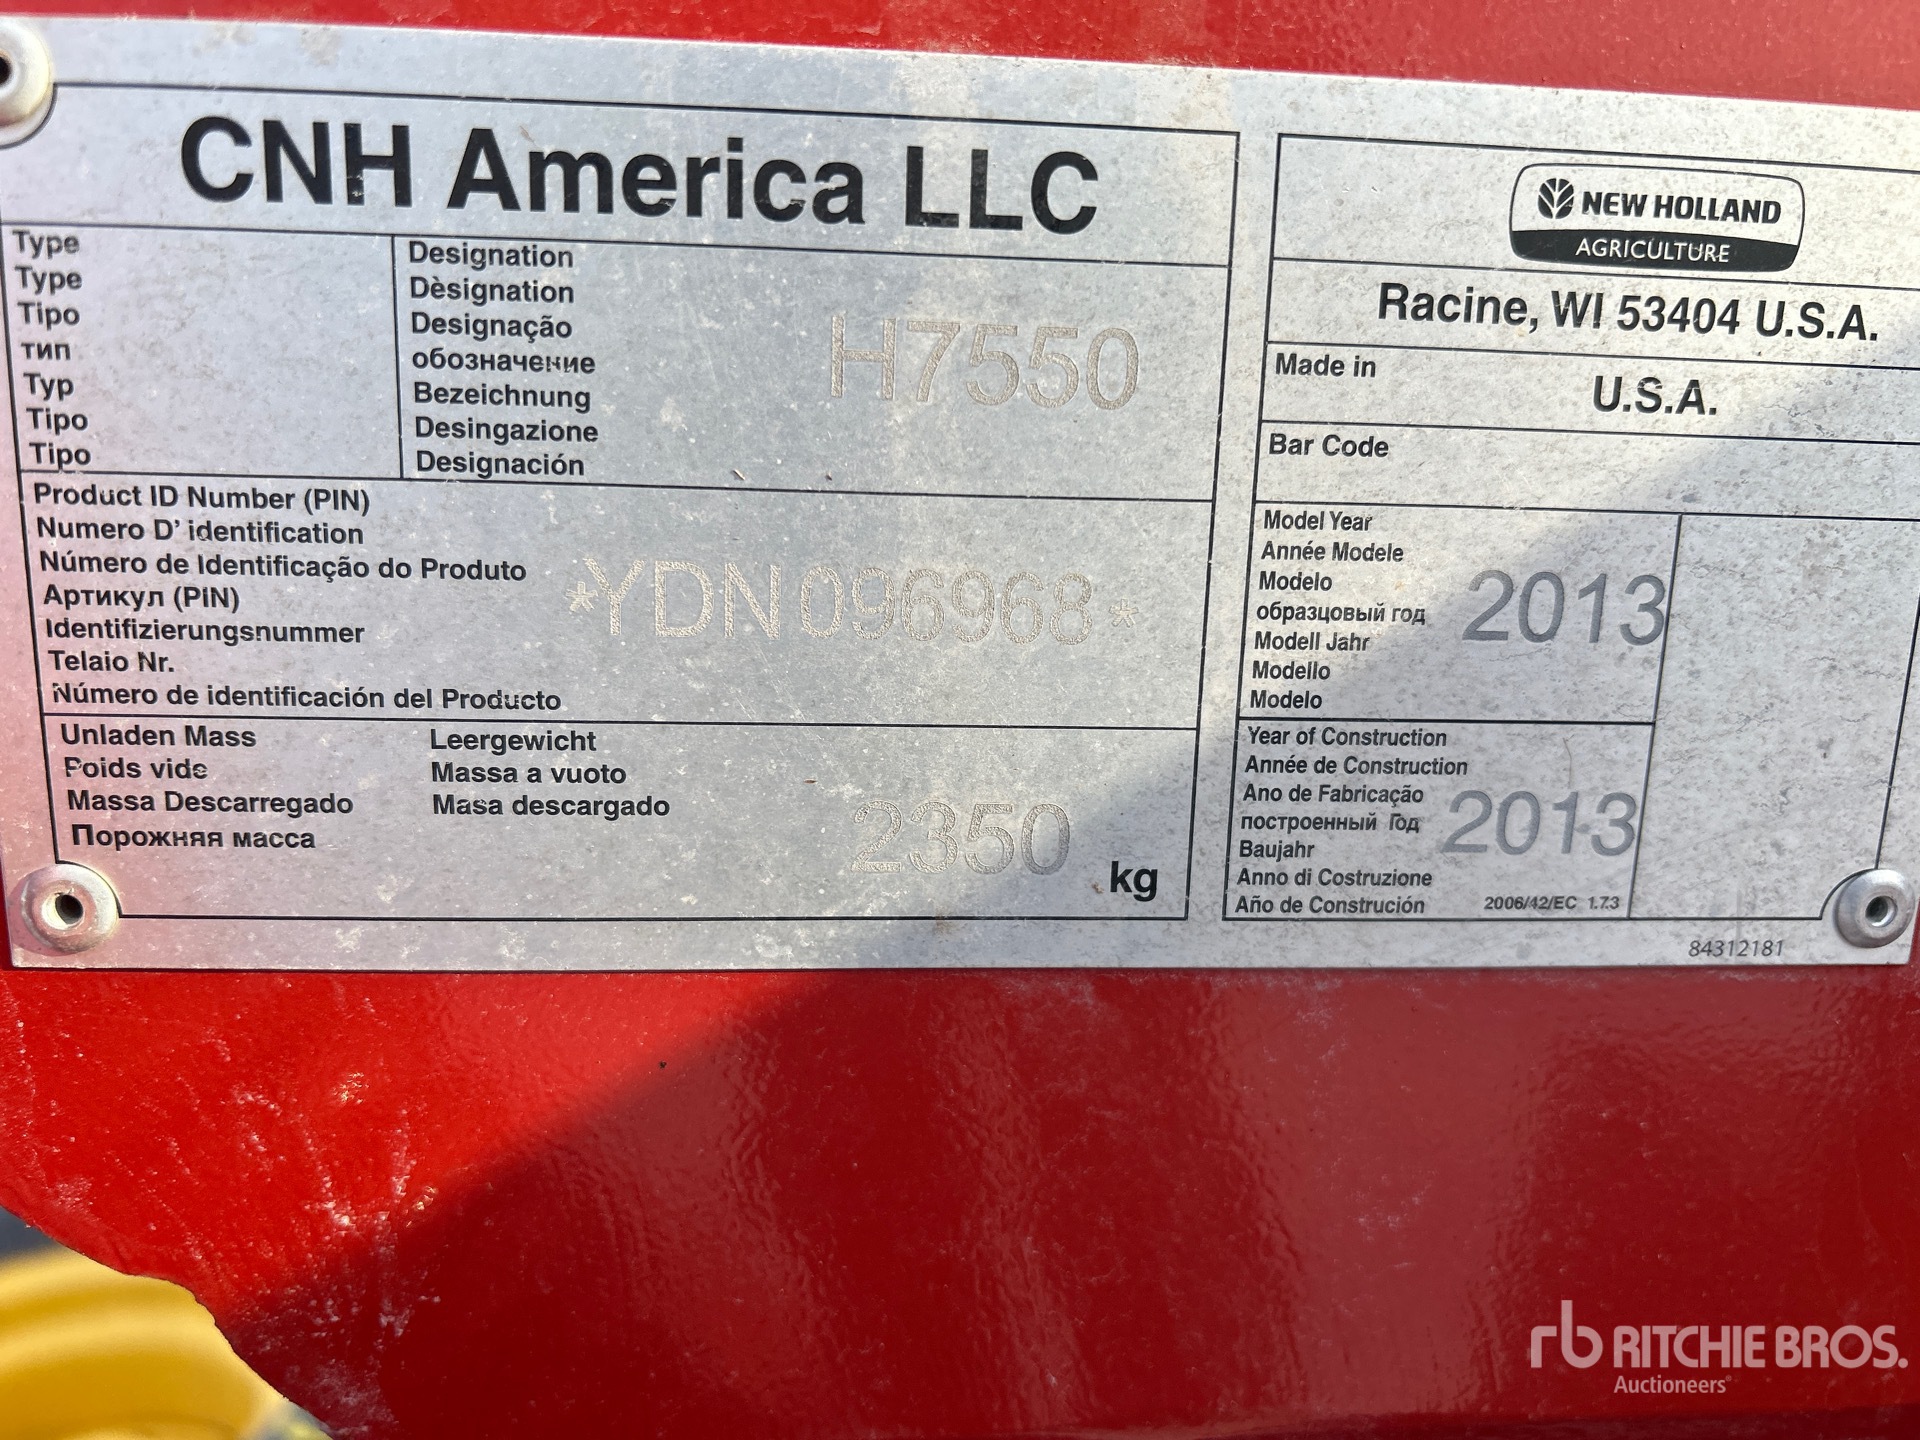 CNH America LLC
Type
Type
Tipo
тип
Typ
Tipo
Tipo
Designation
Dèsignation
Designação
обозначение
Bezeichnung
Desingazione
Designación
H7550
Product ID Number (PIN)
Numero D' identification
Número de Identificação do Produto
Артикул (PIN)
Identifizierungsnummer
Telaio Nr.
Número de identificación del Producto
*YDN096968*
Unladen Mass
Poids vide
Massa Descarregado
Порожняя масса
Leergewicht
Massa a vuoto
Masa descargado
2350 kg
NEW HOLLAND
AGRICULTURE
Racine, WI 53404 U.S.A.
Made in
U.S.A.
Bar Code
Model Year
Année Modele
Modelo
образцовый год
Modell Jahr
Modello
Modelo
2013
Year of Construction
Année de Construction
Ano de Fabricação
построенный Год
Baujahr
Anno di Costruzione
Año de Construción
2013
2006/42/EC 1.7.3
84312181
rb RITCHIE BROS.
Auctioneers